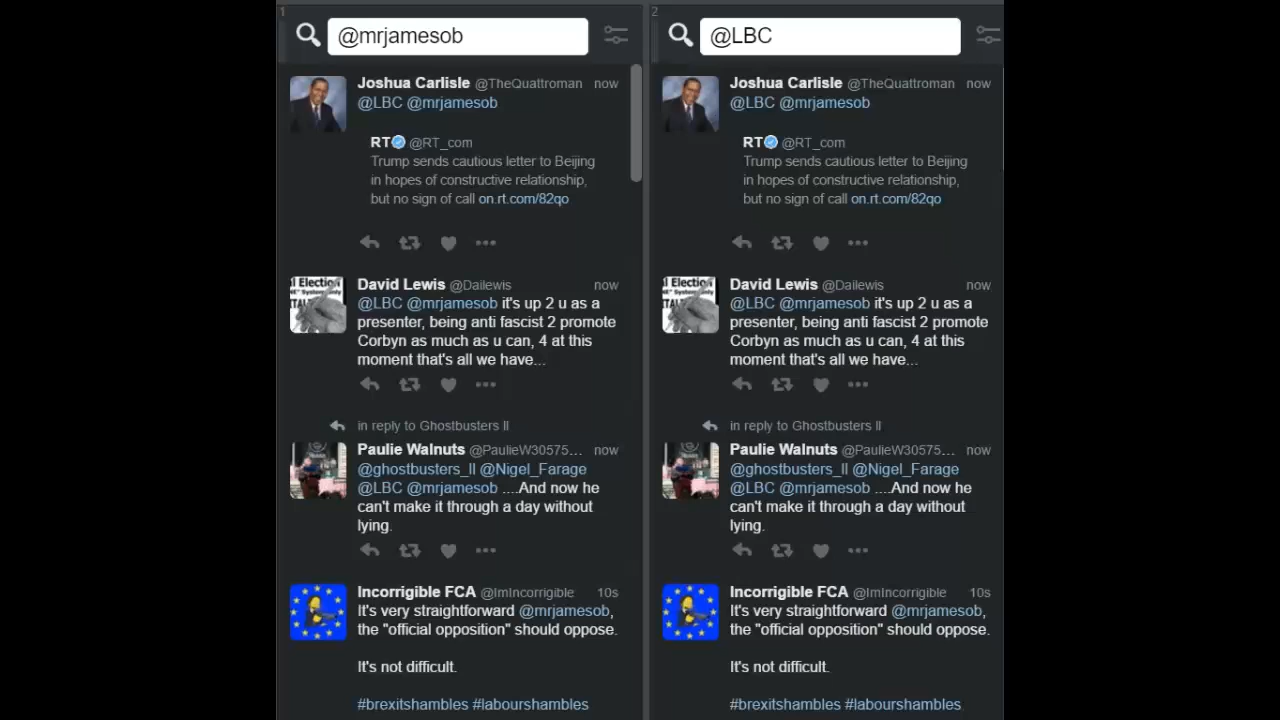 1
@mrjamesob
Joshua Carlisle @TheQuattroman now
@LBC @mrjamesob
RT @RT_com
Trump sends cautious letter to Beijing
in hopes of constructive relationship,
but no sign of call on.rt.com/82qo
David Lewis @Dailewis now
@LBC @mrjamesob it's up 2 u as a
presenter, being anti fascist 2 promote
Corbyn as much as u can, 4 at this
moment that's all we have...
in reply to Ghostbusters ll
Paulie Walnuts @PaulieW30575... now
@ghostbusters_ll @Nigel_Farage
@LBC @mrjamesob ....And now he
can't make it through a day without
lying.
Incorrigible FCA @ImIncorrigible 10s
It's very straightforward @mrjamesob,
the "official opposition" should oppose.
It's not difficult.
#brexitshambles #labourshambles
2
@LBC
Joshua Carlisle @TheQuattroman now
@LBC @mrjamesob
RT @RT_com
Trump sends cautious letter to Beijing
in hopes of constructive relationship,
but no sign of call on.rt.com/82qo
David Lewis @Dailewis now
@LBC @mrjamesob it's up 2 u as a
presenter, being anti fascist 2 promote
Corbyn as much as u can, 4 at this
moment that's all we have...
in reply to Ghostbusters ll
Paulie Walnuts @PaulieW30575... now
@ghostbusters_ll @Nigel_Farage
@LBC @mrjamesob ....And now he
can't make it through a day without
lying.
Incorrigible FCA @ImIncorrigible 10s
It's very straightforward @mrjamesob,
the "official opposition" should oppose.
It's not difficult.
#brexitshambles #labourshambles